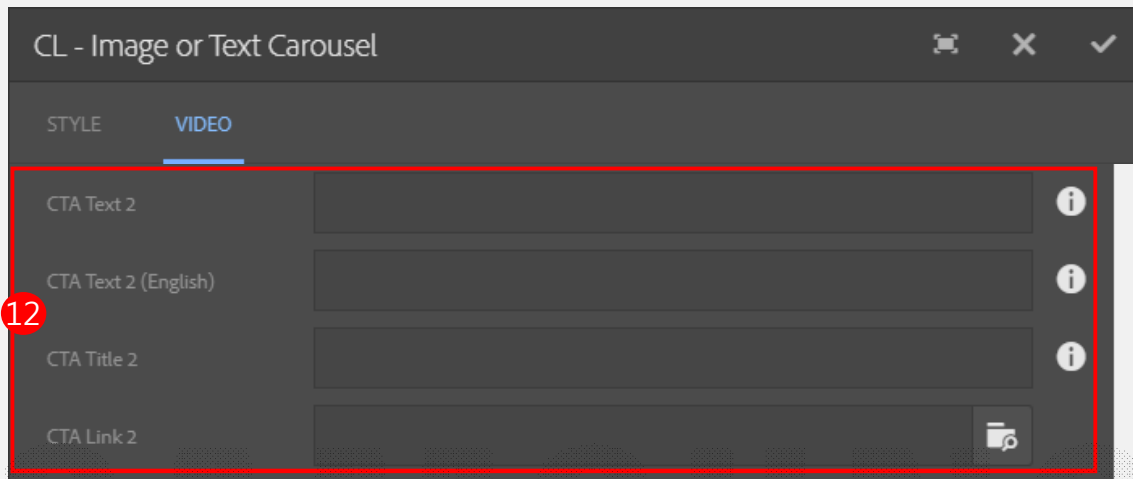 CL - Image or Text Carousel
STYLE VIDEO
CTA Text 2
CTA Text 2 (English)
12
CTA Title 2
CTA Link 2